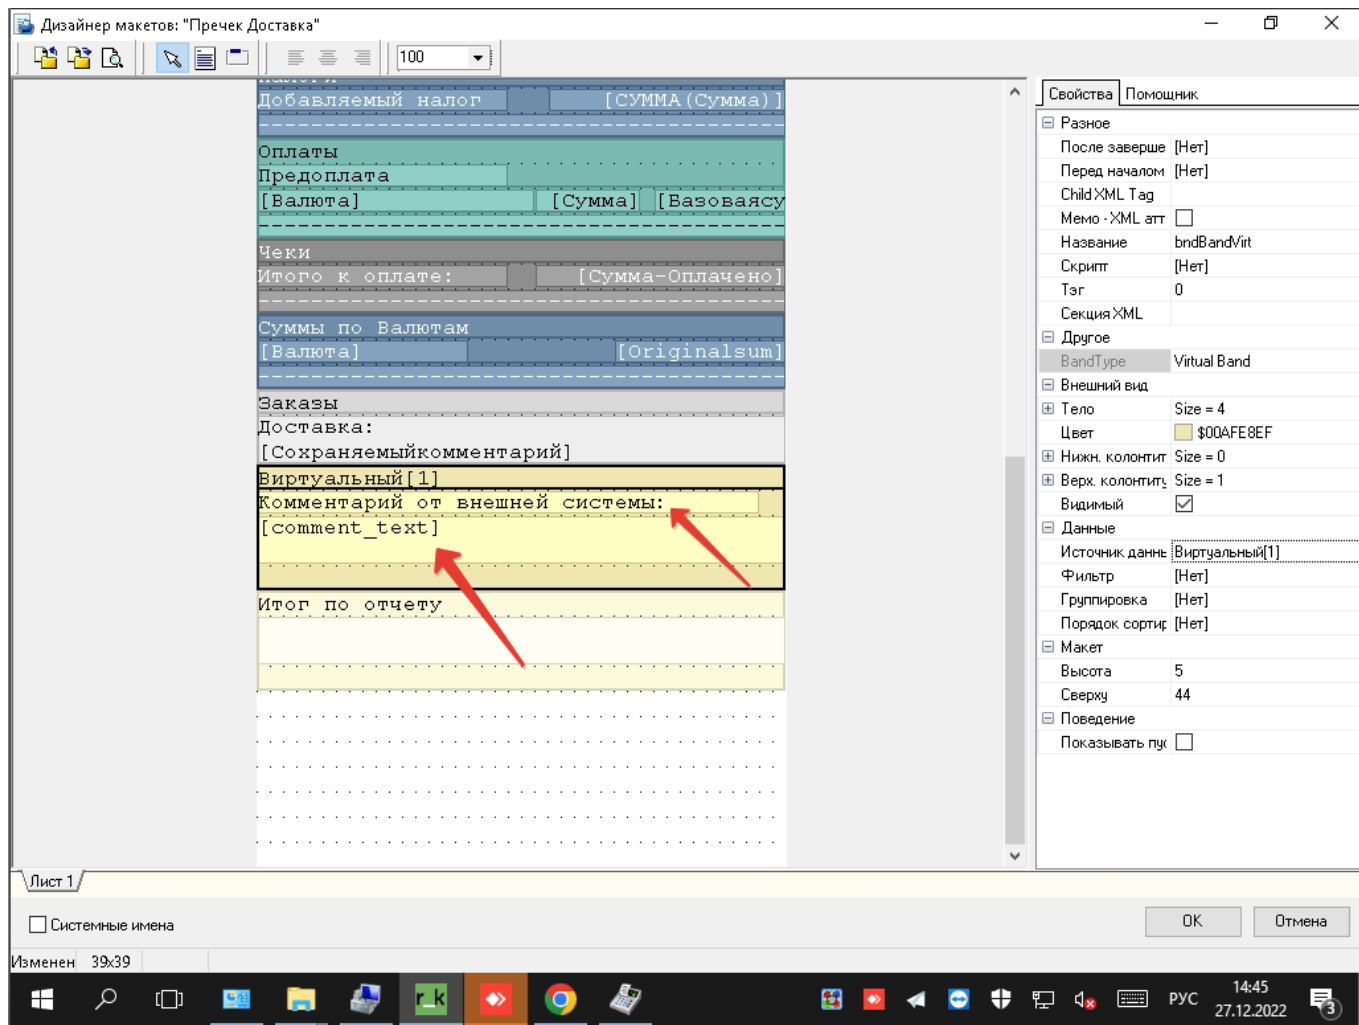 Дизайнер макетов: "Пречек Доставка"
100
Добавляемый налог [СУММА(Сумма)]
Оплаты
Предоплата
[Валюта] [Сумма] [Базоваясу
Чеки
Итого к оплате: [Сумма-Оплачено]
Суммы по Валютам
[Валюта] [Originalsum]
Заказы
Доставка:
[Сохраняемыйкомментарий]
Виртуальный[1]
Комментарий от внешней системы:
[comment_text]
Итог по отчету
Свойства Помощник
Разное
После заверше [Нет]
Перед началом [Нет]
Child XML Tag
Мемо - XML атт
Название bndBandVirt
Скрипт [Нет]
Тэг 0
Секция XML
Другое
BandType Virtual Band
Внешний вид
Тело Size = 4
Цвет $00AFE8EF
Нижн. колонтит Size = 0
Верх. колонтиту Size = 1
Видимый
Данные
Источник данны Виртуальный[1]
Фильтр [Нет]
Группировка [Нет]
Порядок сортир [Нет]
Макет
Высота 5
Сверху 44
Поведение
Показывать пус
Лист 1
Системные имена
OK Отмена
Изменен 39x39
r_k
РУС
14:45
27.12.2022
3